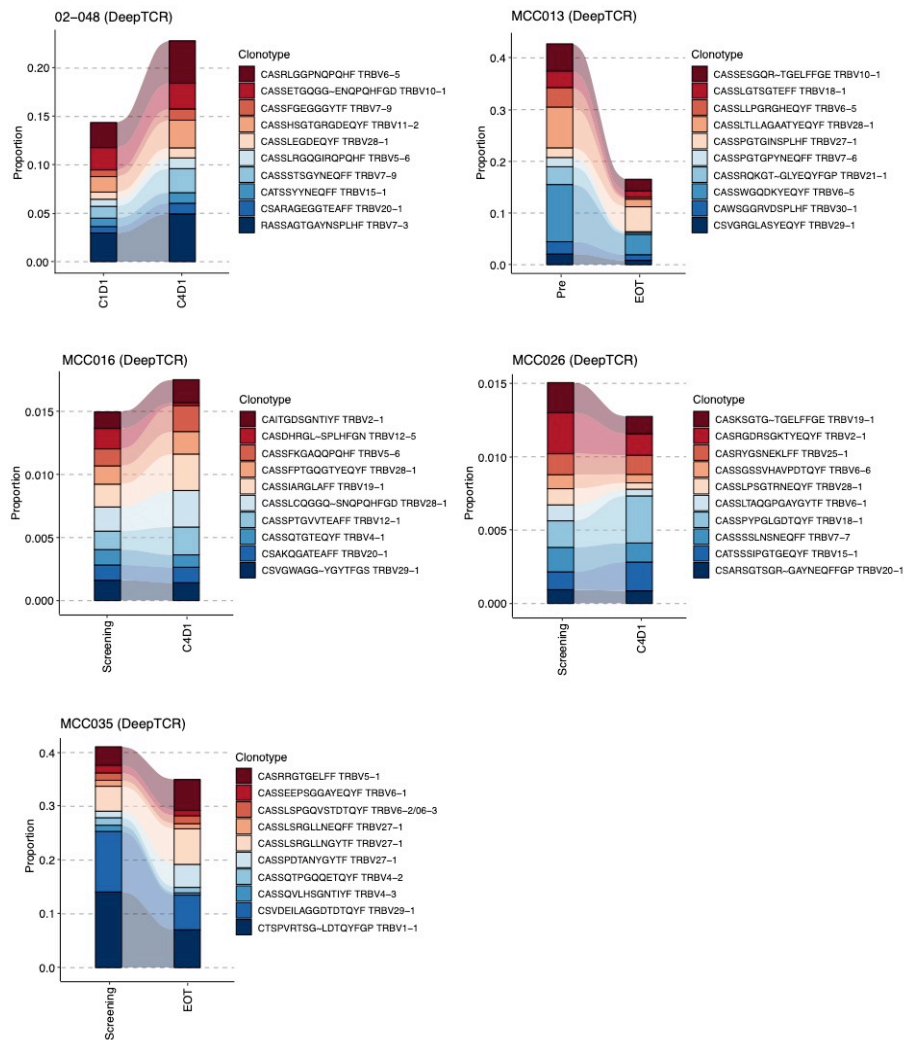 02-048 (DeepTCR)
Proportion
0.20
0.15
0.10
0.05
0.00
C1D1
C4D1
Clonotype
CASRLGGPNQPQHF TRBV6-5
CASSETGQGG~ENQPQHFGD TRBV10-1
CASSFGEGGGYTF TRBV7-9
CASSHSGTGRGDEQYF TRBV11-2
CASSLEGDEQYF TRBV28-1
CASSLRGQGIRQPQHF TRBV5-6
CASSSTSGYNEQFF TRBV7-9
CATSSYYNEQFF TRBV15-1
CSARAGEGGTEAFF TRBV20-1
RASSAGTGAYNSPLHF TRBV7-3
MCC013 (DeepTCR)
Proportion
0.4
0.3
0.2
0.1
0.0
Pre
EOT
Clonotype
CASSESGQR~TGELFFGE TRBV10-1
CASSLGTSGTEFF TRBV18-1
CASSLLPGRGHEQYF TRBV6-5
CASSLTLLAGAATYEQYF TRBV28-1
CASSPGTGINSPLHF TRBV27-1
CASSPGTGPYNEQFF TRBV7-6
CASSRQKGT~GLYEQYFGP TRBV21-1
CASSWGQDKYEQYF TRBV6-5
CAWSGGRVDSPLHF TRBV30-1
CSVGRGLASYEQYF TRBV29-1
MCC016 (DeepTCR)
Proportion
0.015
0.010
0.005
0.000
Screening
C4D1
Clonotype
CAITGDSGNTIYF TRBV2-1
CASDHRGL~SPLHFGN TRBV12-5
CASSFKGAQQPQHF TRBV5-6
CASSFPTGQGTYEQYF TRBV28-1
CASSIARGLAFF TRBV19-1
CASSLCQGGQ~SNQPQHFGD TRBV28-1
CASSPTGVVTEAFF TRBV12-1
CASSQTGTEQYF TRBV4-1
CSAKQGATEAFF TRBV20-1
CSVGWAGG~YGYTFGS TRBV29-1
MCC026 (DeepTCR)
Proportion
0.015
0.010
0.005
0.000
Screening
C4D1
Clonotype
CASKSGTG~TGELFFGE TRBV19-1
CASRGDRSGKTYEQYF TRBV2-1
CASRYGSNEKLFF TRBV25-1
CASSGSSVHAVPDTQYF TRBV6-6
CASSLPSGTRNEQYF TRBV28-1
CASSLTAQGPGAYGYTF TRBV6-1
CASSPYPGLGDTQYF TRBV18-1
CASSSSLNSNEQFF TRBV7-7
CATSSSIPGTGEQYF TRBV15-1
CSARSGTSGR~GAYNEQFFGP TRBV20-1
MCC035 (DeepTCR)
Proportion
0.4
0.3
0.2
0.1
0.0
Screening
EOT
Clonotype
CASRRGTGELFF TRBV5-1
CASSEEPSGGAYEQYF TRBV6-1
CASSLSPGQVSTDTQYF TRBV6-2/06-3
CASSLSRGLLNEQFF TRBV27-1
CASSLSRGLLNGYTF TRBV27-1
CASSPDTANYGYTF TRBV27-1
CASSQTPGQQETQYF TRBV4-2
CASSQVLHSGNTIYF TRBV4-3
CSVDEILAGGDTDTQYF TRBV29-1
CTSPVRTSG~LDTQYFGP TRBV1-1